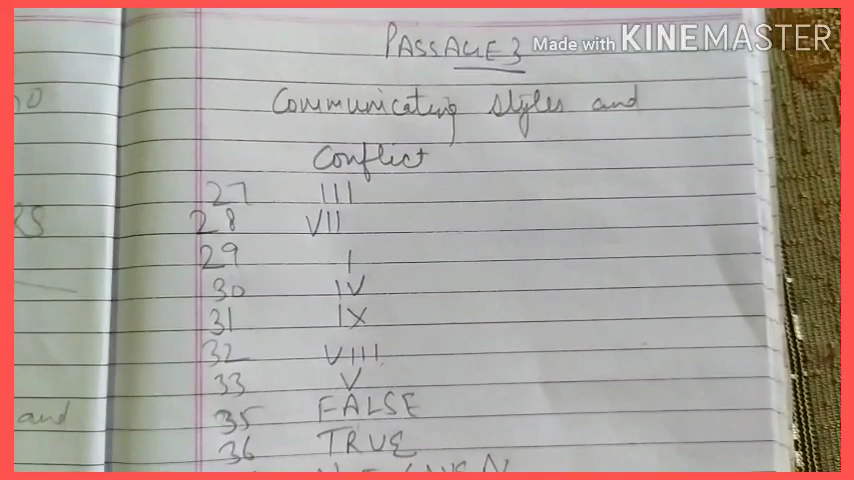 PASSAGE 3
Made with KINEMASTER
Communicating styles and
Conflict
27 III
28 VII
29 I
30 IV
31 IX
32 VIII
33 V
35 FALSE
36 TRUE
and